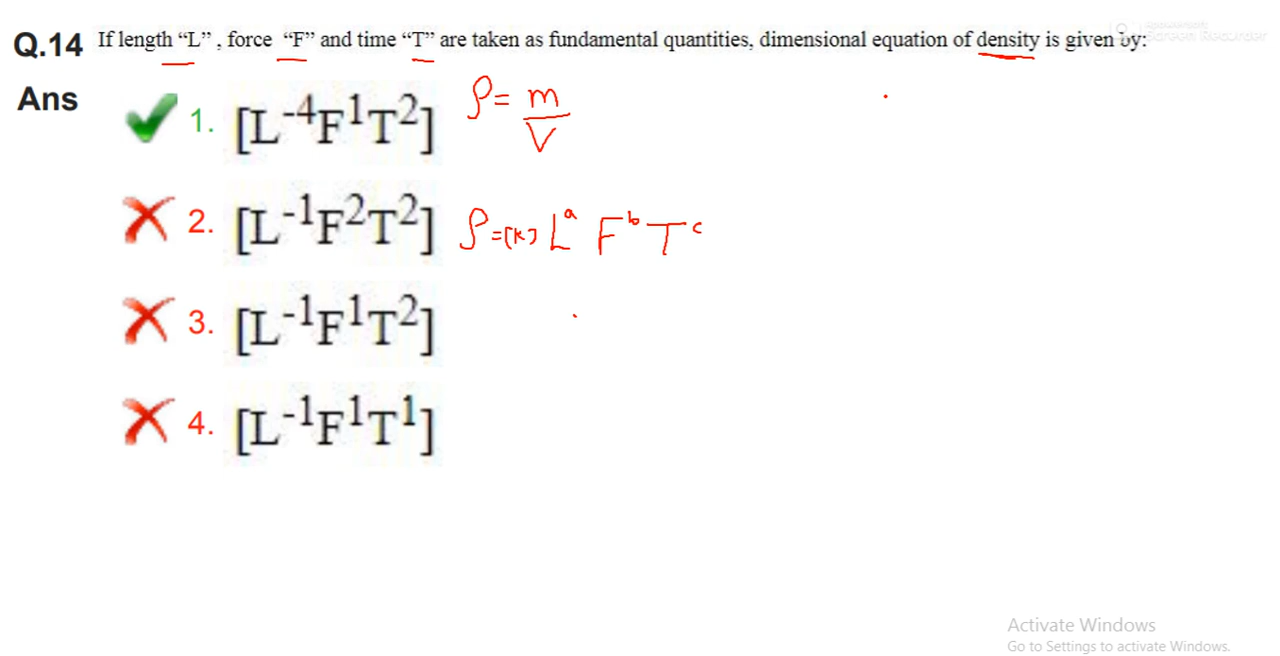 Q.14 If length “L” , force “F” and time “T” are taken as fundamental quantities, dimensional equation of density is given by:
Screen Recorder
Ans
1. [L⁻⁴F¹T²] ρ = m/V
2. [L⁻¹F²T²] ρ = [K] Lᵃ Fᵇ Tᶜ
3. [L⁻¹F¹T²]
4. [L⁻¹F¹T¹]
Activate Windows
Go to Settings to activate Windows.